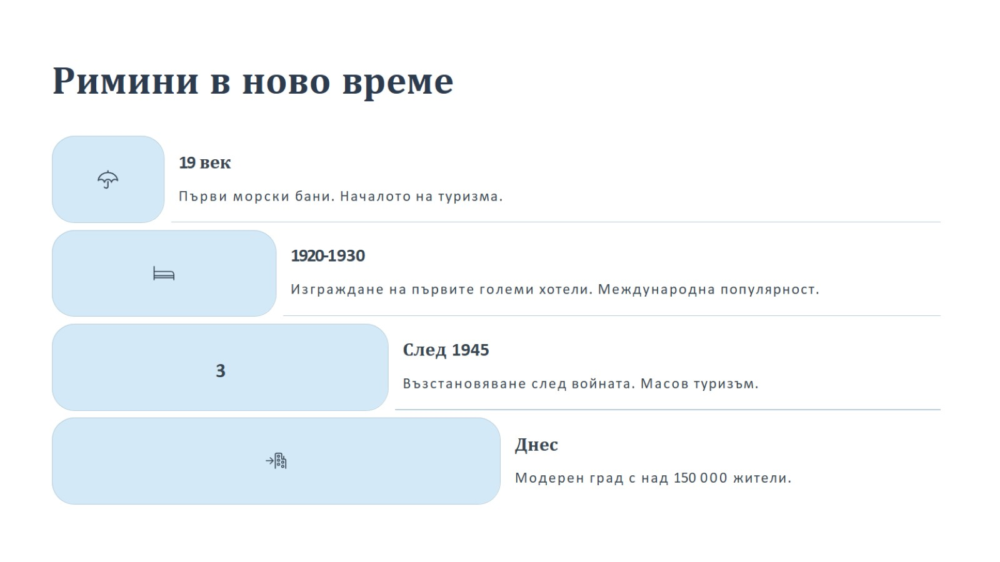 Римини в ново време
19 век
Първи морски бани. Началото на туризма.
1920-1930
Изграждане на първите големи хотели. Международна популярност.
3
След 1945
Възстановяване след войната. Масов туризъм.
Днес
Модерен град с над 150 000 жители.